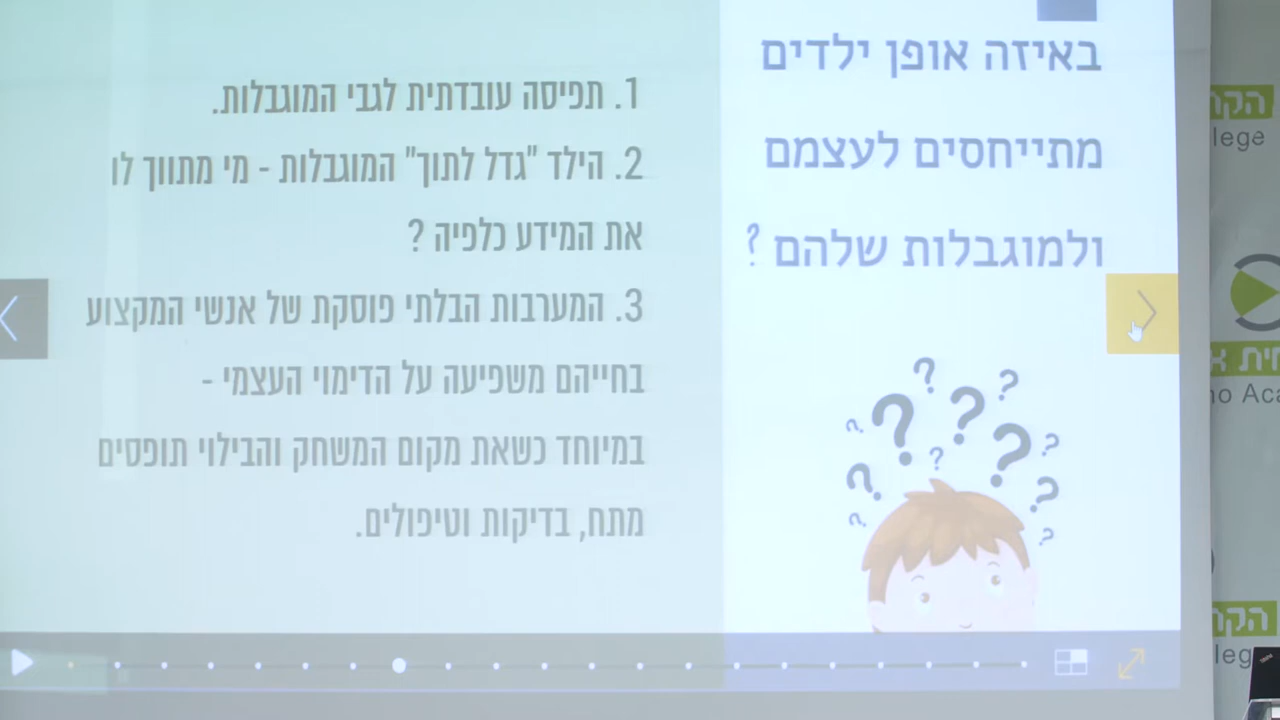 באיזה אופן ילדים
מתייחסים לעצמם
ולמוגבלות שלהם ?
1. תפיסה עובדתית לגבי המוגבלות.
2. הילד "גדל לתוך" המוגבלות - מי מתווך לו
את המידע כלפיה ?
3. המערבות הבלתי פוסקת של אנשי המקצוע
בחייהם משפיעה על הדימוי העצמי -
במיוחד כשאת מקום המשחק והבילוי תופסים
מתח, בדיקות וטיפולים.